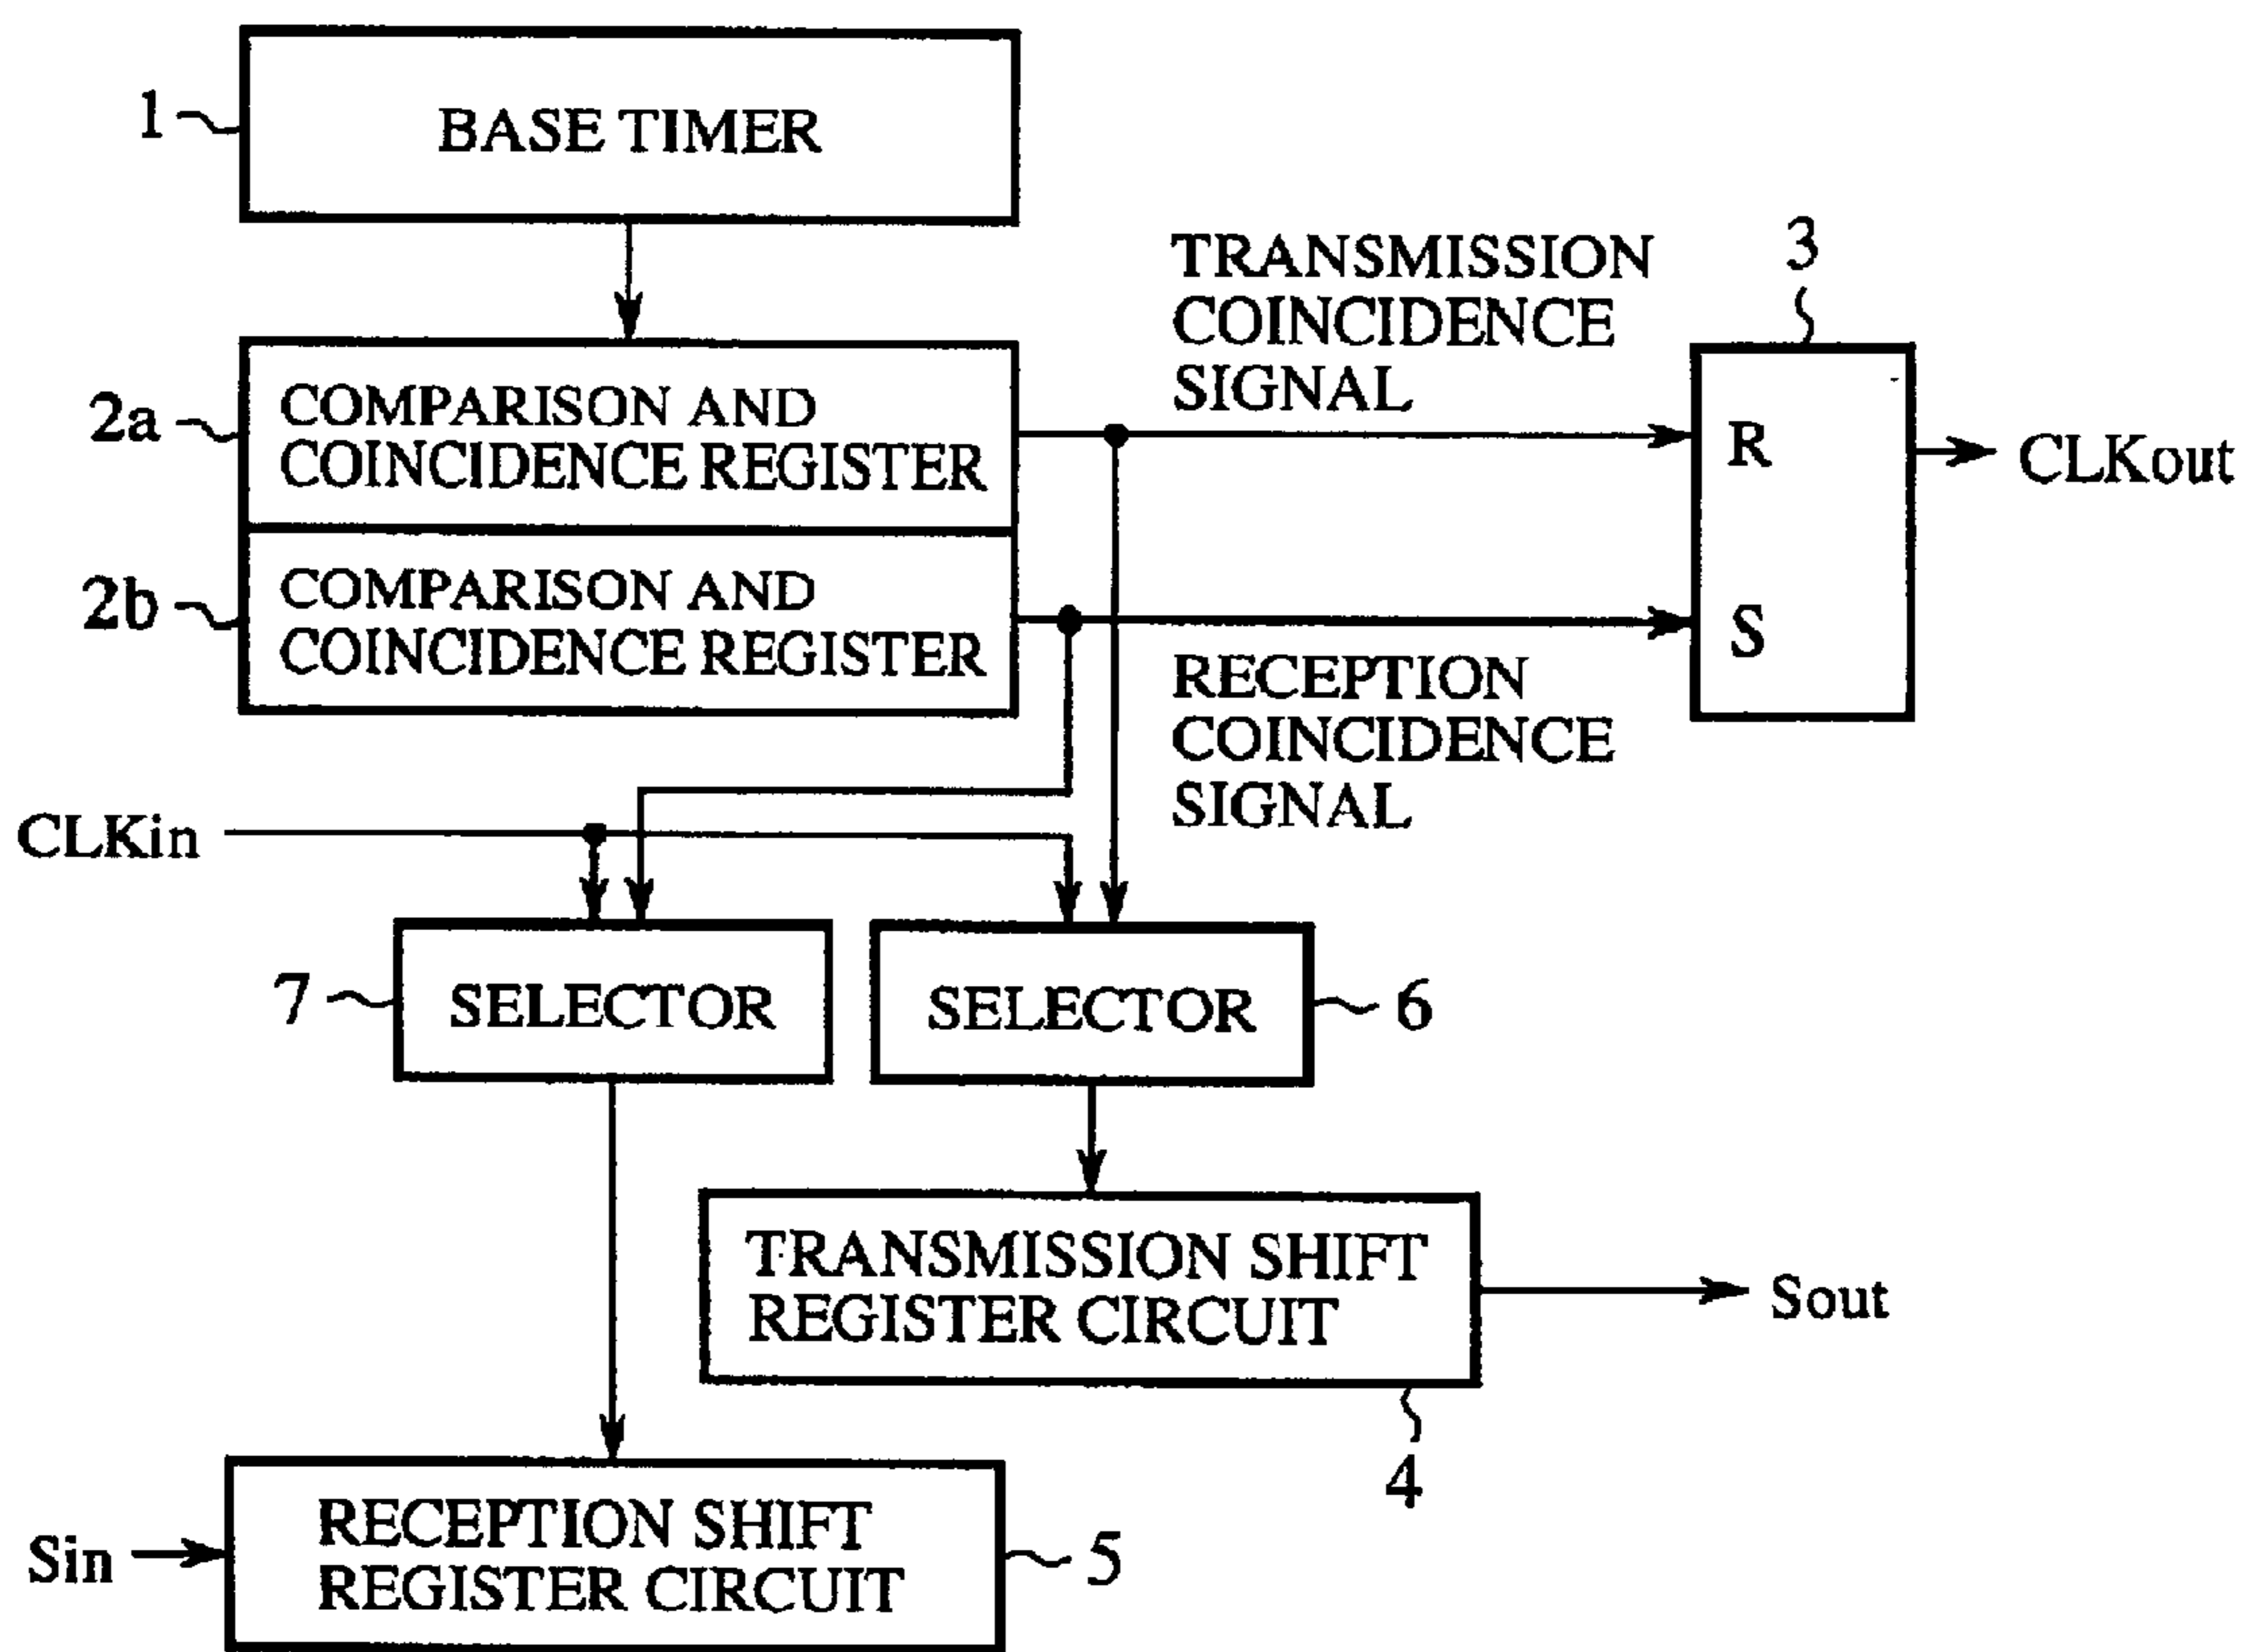 1
BASE TIMER
TRANSMISSION
COINCIDENCE
SIGNAL
3
2a
COMPARISON AND
COINCIDENCE REGISTER
R
CLKout
2b
COMPARISON AND
COINCIDENCE REGISTER
S
RECEPTION
COINCIDENCE
SIGNAL
CLKin
7
SELECTOR
SELECTOR
6
TRANSMISSION SHIFT
REGISTER CIRCUIT
Sout
4
Sin
RECEPTION SHIFT
REGISTER CIRCUIT
5